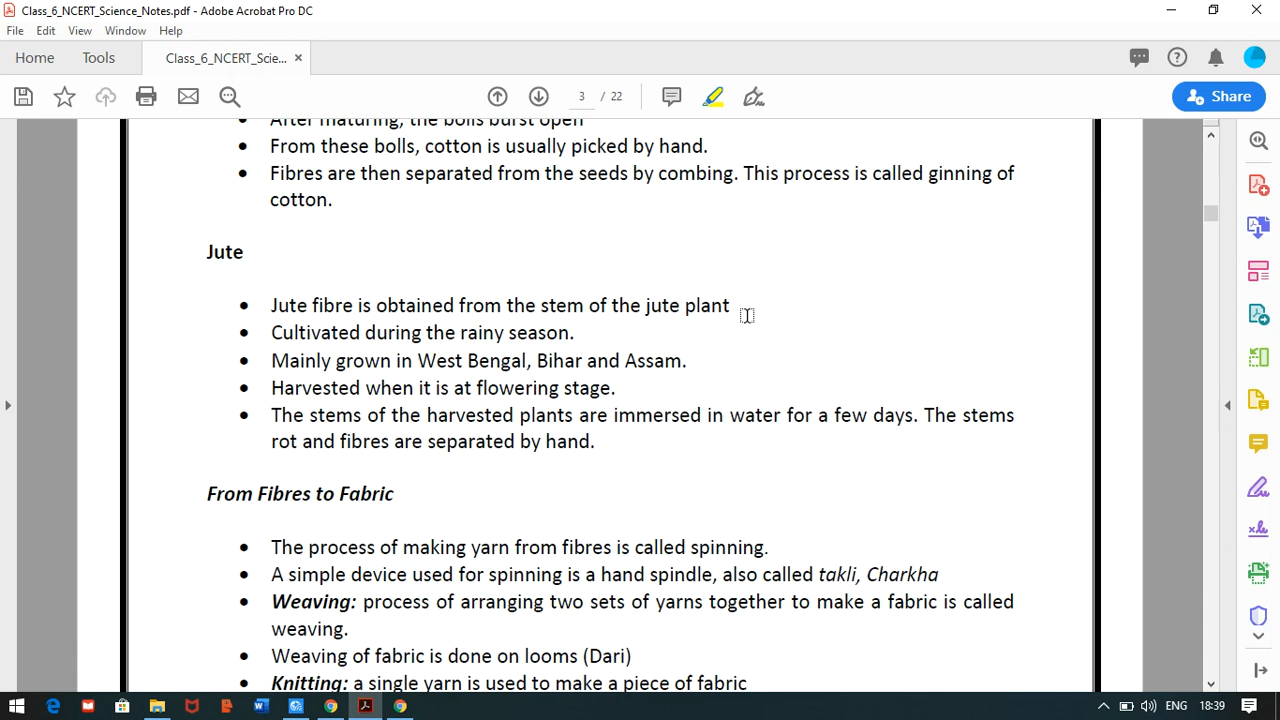 Class_6_NCERT_Science_Notes.pdf - Adobe Acrobat Pro DC
File Edit View Window Help
Home Tools Class_6_NCERT_Scie... ×
3 / 22
Share
After maturing, the bolls burst open
• From these bolls, cotton is usually picked by hand.
• Fibres are then separated from the seeds by combing. This process is called ginning of
cotton.
Jute
• Jute fibre is obtained from the stem of the jute plant
• Cultivated during the rainy season.
• Mainly grown in West Bengal, Bihar and Assam.
• Harvested when it is at flowering stage.
• The stems of the harvested plants are immersed in water for a few days. The stems
rot and fibres are separated by hand.
From Fibres to Fabric
• The process of making yarn from fibres is called spinning.
• A simple device used for spinning is a hand spindle, also called takli, Charkha
• Weaving: process of arranging two sets of yarns together to make a fabric is called
weaving.
• Weaving of fabric is done on looms (Dari)
• Knitting: a single yarn is used to make a piece of fabric
ENG 18:39